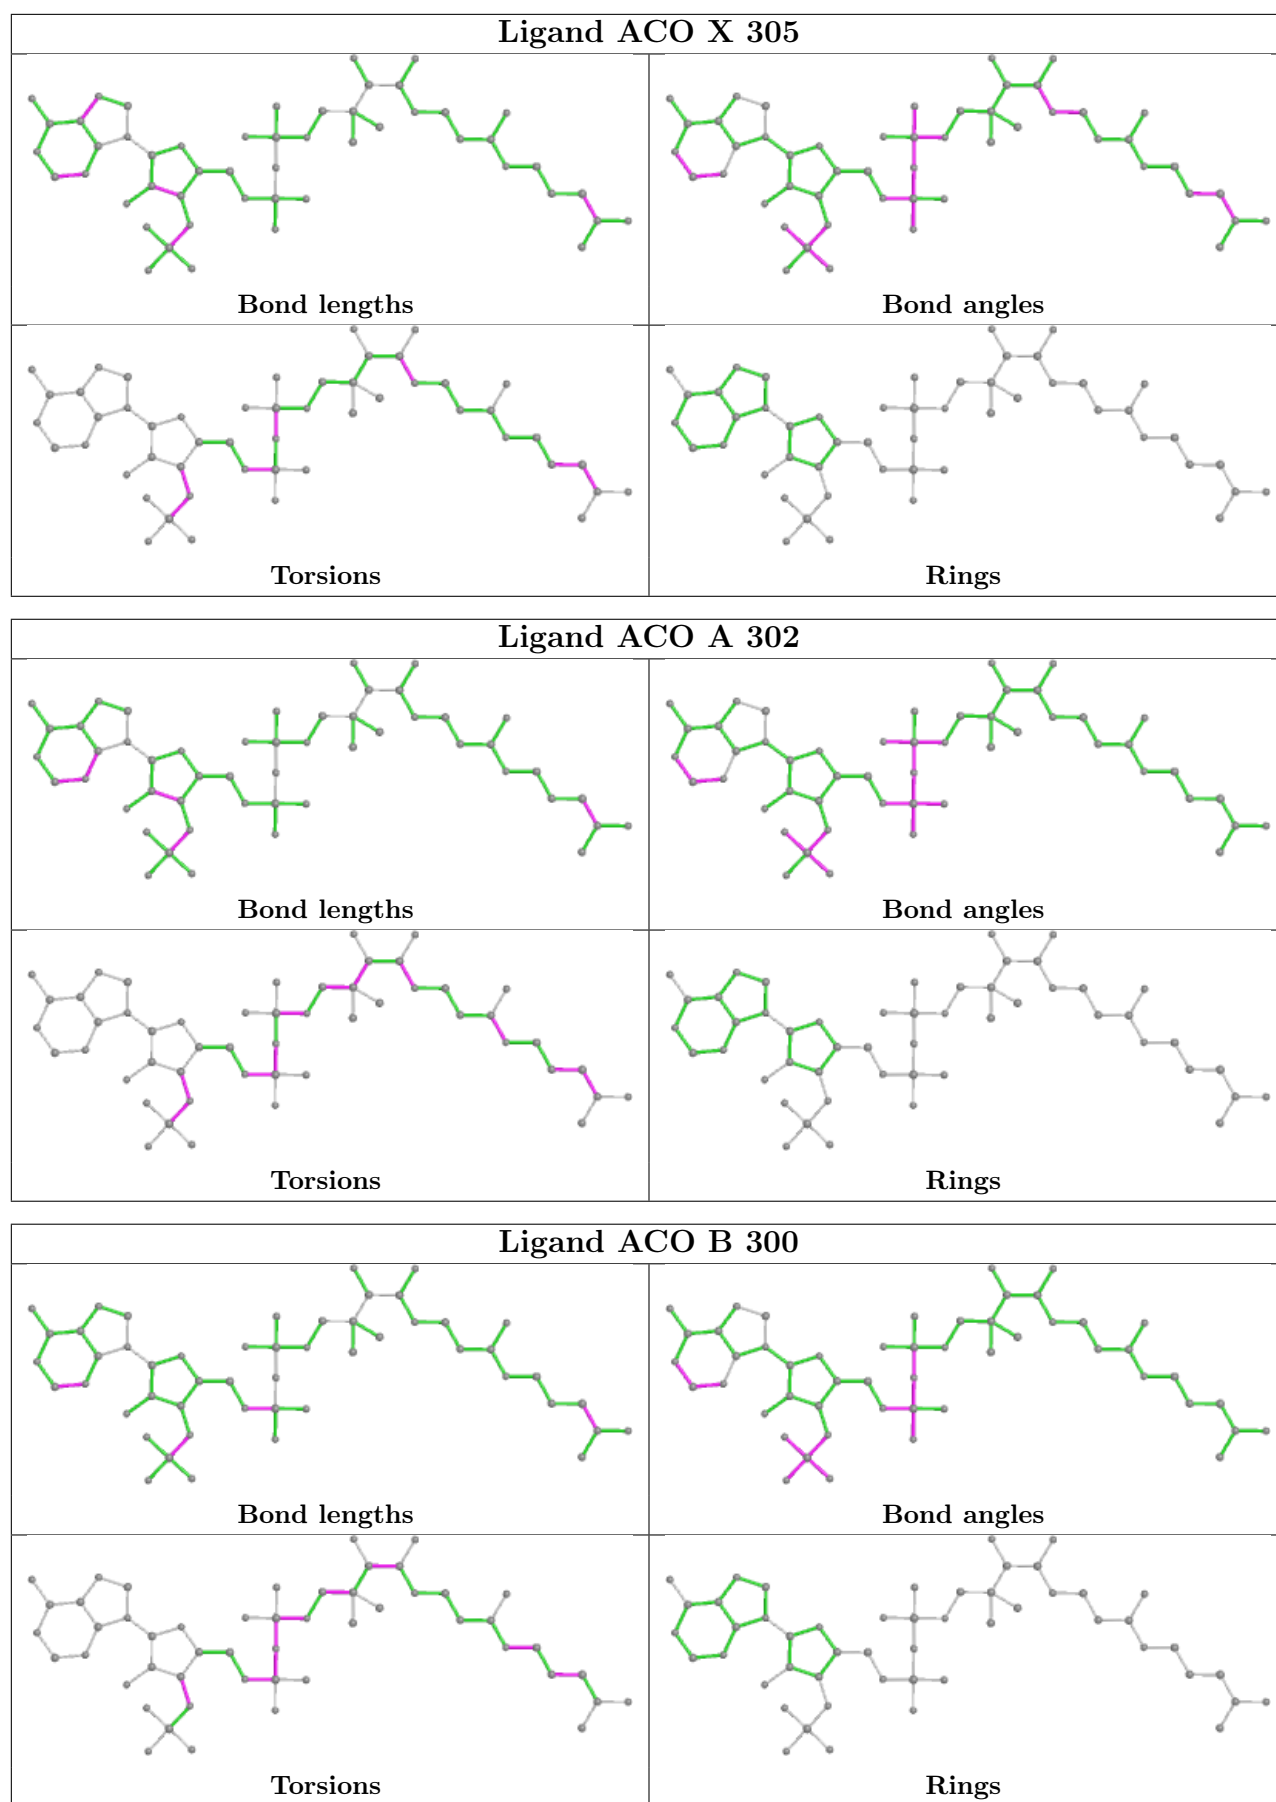 Ligand ACO X 305
Bond lengths
Bond angles
Torsions
Rings
Ligand ACO A 302
Bond lengths
Bond angles
Torsions
Rings
Ligand ACO B 300
Bond lengths
Bond angles
Torsions
Rings